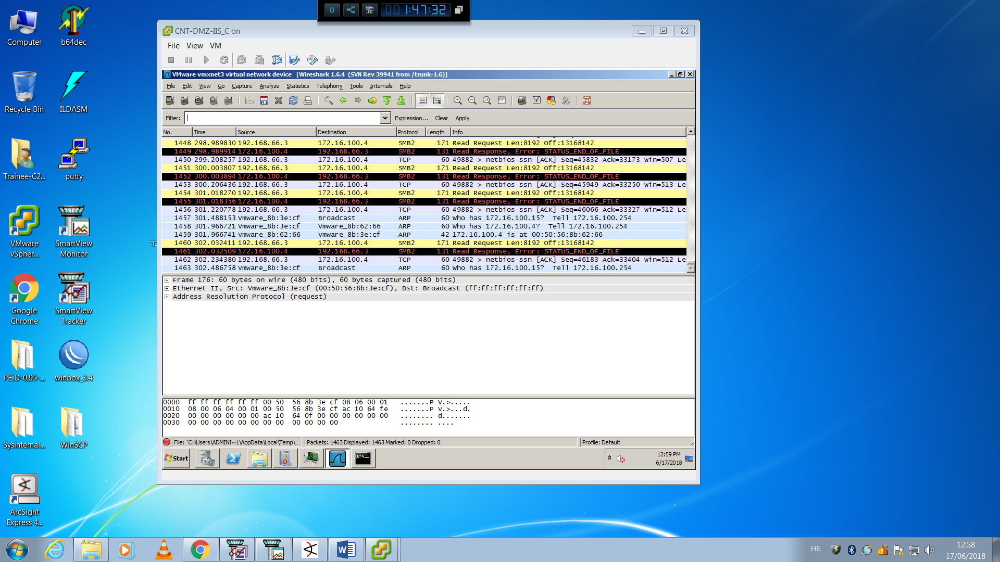 0 00 1:47:32
Computer
b64dec
Recycle Bin
ILDASM
Trainee-C2...
putty
VMware vSpher...
SmartView Monitor
Google Chrome
SmartView Tracker
PEiD-0.95-...
winbox_3.4
Sysinternal...
WinSCP
ArcSight Express 4...
CNT-DMZ-IIS_C on
File View VM
VMware vmxnet3 virtual network device [Wireshark 1.6.4 (SVN Rev 39941 from /trunk-1.6)]
File Edit View Go Capture Analyze Statistics Telephony Tools Internals Help
Filter: Expression... Clear Apply
No. Time Source Destination Protocol Length Info
1448 298.989830 192.168.66.3 172.16.100.4 SMB2 171 Read Request Len:8192 Off:13168142
1449 298.989914 172.16.100.4 192.168.66.3 SMB2 131 Read Response, Error: STATUS_END_OF_FILE
1450 299.208257 192.168.66.3 172.16.100.4 TCP 60 49882 > netbios-ssn [ACK] Seq=45832 Ack=33173 Win=507 Le
1451 300.003807 192.168.66.3 172.16.100.4 SMB2 171 Read Request Len:8192 Off:13168142
1452 300.003894 172.16.100.4 192.168.66.3 SMB2 131 Read Response, Error: STATUS_END_OF_FILE
1453 300.206436 192.168.66.3 172.16.100.4 TCP 60 49882 > netbios-ssn [ACK] Seq=45949 Ack=33250 Win=513 Le
1454 301.018270 192.168.66.3 172.16.100.4 SMB2 171 Read Request Len:8192 Off:13168142
1455 301.018356 172.16.100.4 192.168.66.3 SMB2 131 Read Response, Error: STATUS_END_OF_FILE
1456 301.220778 192.168.66.3 172.16.100.4 TCP 60 49882 > netbios-ssn [ACK] Seq=46066 Ack=33327 Win=512 Le
1457 301.488153 Vmware_8b:3e:cf Broadcast ARP 60 Who has 172.16.100.15? Tell 172.16.100.254
1458 301.966721 Vmware_8b:3e:cf Vmware_8b:62:66 ARP 60 Who has 172.16.100.4? Tell 172.16.100.254
1459 301.966741 Vmware_8b:62:66 Vmware_8b:3e:cf ARP 42 172.16.100.4 is at 00:50:56:8b:62:66
1460 302.032411 192.168.66.3 172.16.100.4 SMB2 171 Read Request Len:8192 Off:13168142
1461 302.032509 172.16.100.4 192.168.66.3 SMB2 131 Read Response, Error: STATUS_END_OF_FILE
1462 302.234380 192.168.66.3 172.16.100.4 TCP 60 49882 > netbios-ssn [ACK] Seq=46183 Ack=33404 Win=512 Le
1463 302.486758 Vmware_8b:3e:cf Broadcast ARP 60 Who has 172.16.100.15? Tell 172.16.100.254
Frame 176: 60 bytes on wire (480 bits), 60 bytes captured (480 bits)
Ethernet II, Src: Vmware_8b:3e:cf (00:50:56:8b:3e:cf), Dst: Broadcast (ff:ff:ff:ff:ff:ff)
Address Resolution Protocol (request)
0000 ff ff ff ff ff ff 00 50 56 8b 3e cf 08 06 00 01 .......P V.>.....
0010 08 00 06 04 00 01 00 50 56 8b 3e cf ac 10 64 fe .......P V.>...d.
0020 00 00 00 00 00 00 ac 10 64 0f 00 00 00 00 00 00 ........ d.......
0030 00 00 00 00 00 00 00 00 00 00 00 00 ........ ....
File: "C:\Users\ADMINI~1\AppData\Local\Temp\... Packets: 1463 Displayed: 1463 Marked: 0 Dropped: 0 Profile: Default
Start
12:59 PM
6/17/2018
HE
12:58
17/06/2018